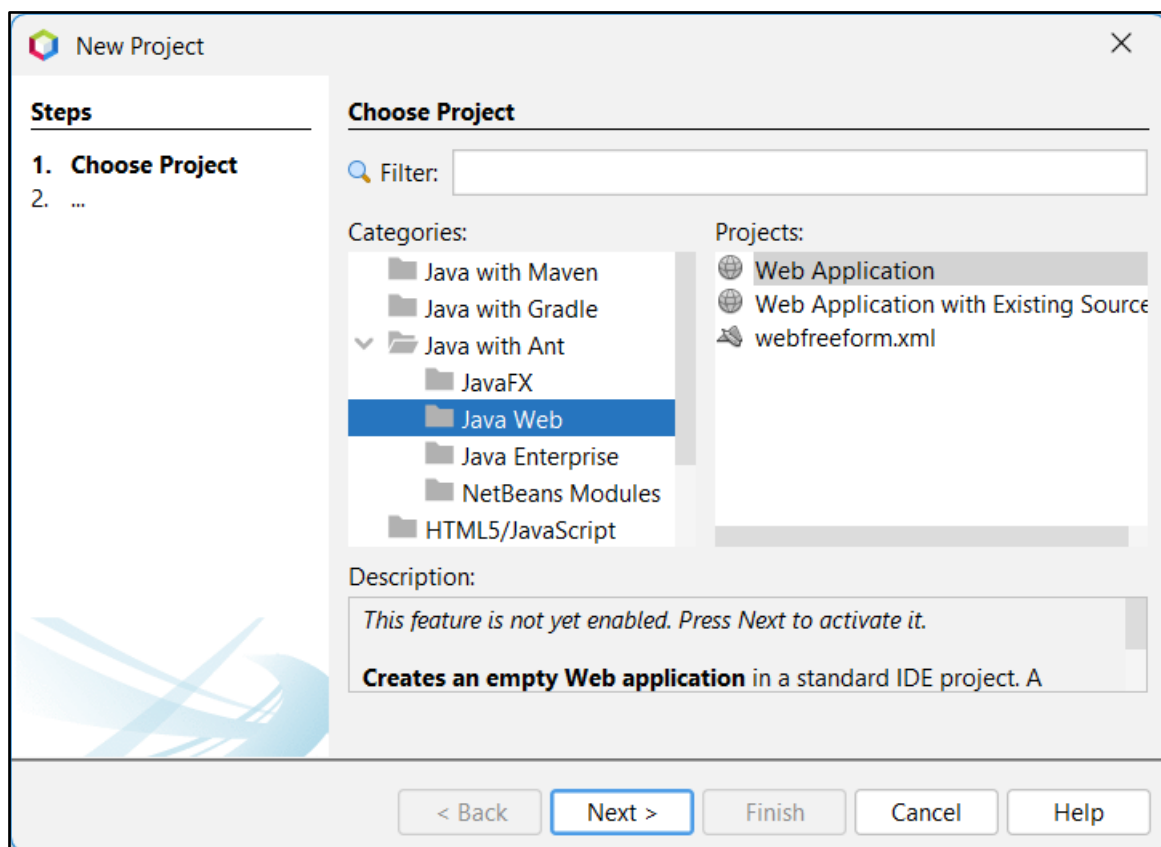 New Project
Steps
1. Choose Project
2. ...
Choose Project
Filter:
Categories:
Java with Maven
Java with Gradle
Java with Ant
JavaFX
Java Web
Java Enterprise
NetBeans Modules
HTML5/JavaScript
Projects:
Web Application
Web Application with Existing Source
webfreeform.xml
Description:
This feature is not yet enabled. Press Next to activate it.
Creates an empty Web application in a standard IDE project. A
< Back
Next >
Finish
Cancel
Help